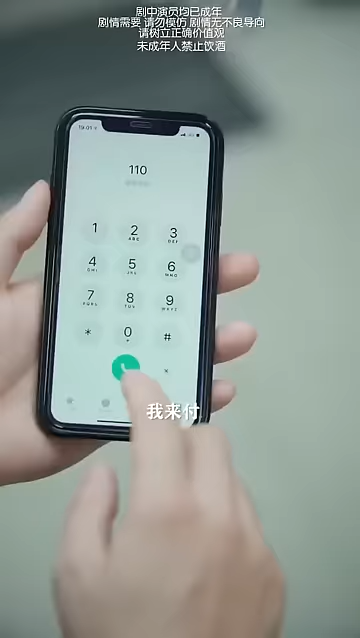 剧中演员均已成年
剧情需要 请勿模仿 剧情无不良导向
请树立正确价值观
未成年人禁止饮酒
19:01
110
1 2 3
ABC DEF
4 5 6
GHI JKL MNO
7 8 9
PQRS TUV WXYZ
* 0 #
我来付